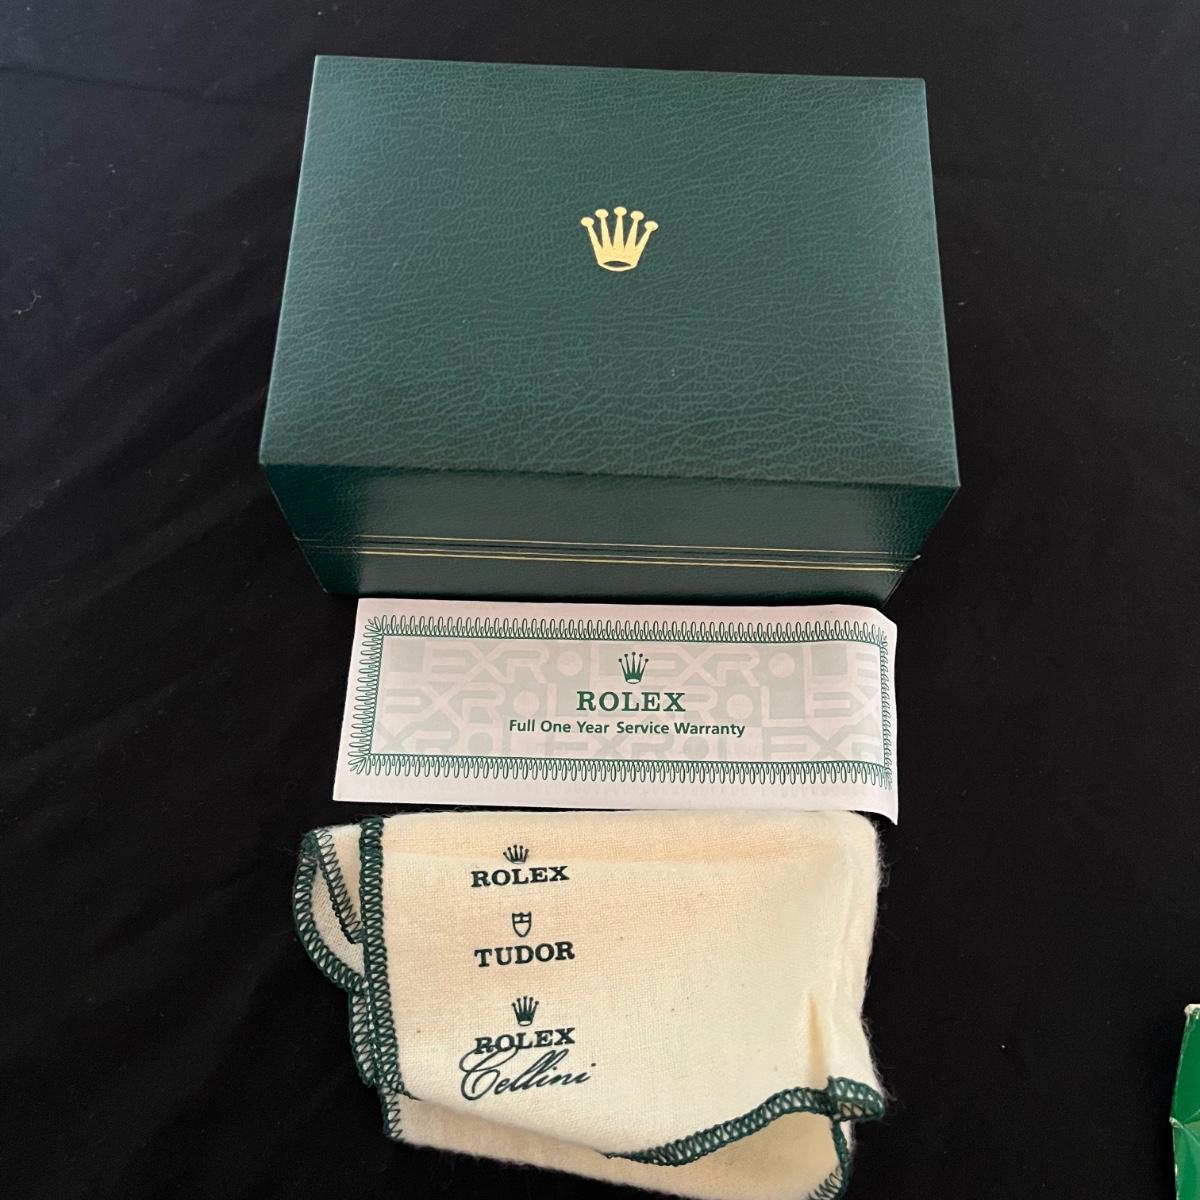 ROLEX
Full One Year Service Warranty
ROLEX
TUDOR
ROLEX
Cellini